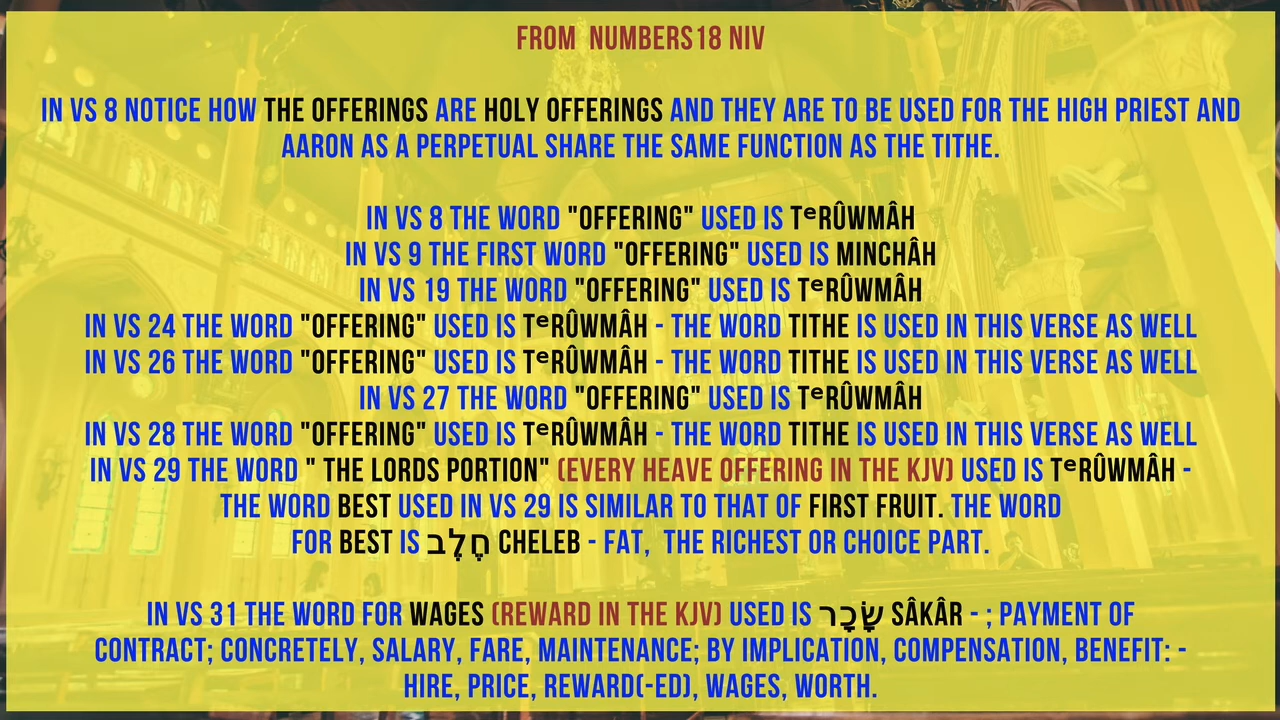 FROM NUMBERS18 NIV
IN VS 8 NOTICE HOW THE OFFERINGS ARE HOLY OFFERINGS AND THEY ARE TO BE USED FOR THE HIGH PRIEST AND
AARON AS A PERPETUAL SHARE THE SAME FUNCTION AS THE TITHE.
IN VS 8 THE WORD "OFFERING" USED IS TᵉRÛWMÂH
IN VS 9 THE FIRST WORD "OFFERING" USED IS MINCHÂH
IN VS 19 THE WORD "OFFERING" USED IS TᵉRÛWMÂH
IN VS 24 THE WORD "OFFERING" USED IS TᵉRÛWMÂH - THE WORD TITHE IS USED IN THIS VERSE AS WELL
IN VS 26 THE WORD "OFFERING" USED IS TᵉRÛWMÂH - THE WORD TITHE IS USED IN THIS VERSE AS WELL
IN VS 27 THE WORD "OFFERING" USED IS TᵉRÛWMÂH
IN VS 28 THE WORD "OFFERING" USED IS TᵉRÛWMÂH - THE WORD TITHE IS USED IN THIS VERSE AS WELL
IN VS 29 THE WORD " THE LORDS PORTION" (EVERY HEAVE OFFERING IN THE KJV) USED IS TᵉRÛWMÂH -
THE WORD BEST USED IN VS 29 IS SIMILAR TO THAT OF FIRST FRUIT. THE WORD
FOR BEST IS חֶלֶב CHELEB - FAT, THE RICHEST OR CHOICE PART.
IN VS 31 THE WORD FOR WAGES (REWARD IN THE KJV) USED IS שָׂכָר SÂKÂR - ; PAYMENT OF
CONTRACT; CONCRETELY, SALARY, FARE, MAINTENANCE; BY IMPLICATION, COMPENSATION, BENEFIT: -
HIRE, PRICE, REWARD(-ED), WAGES, WORTH.